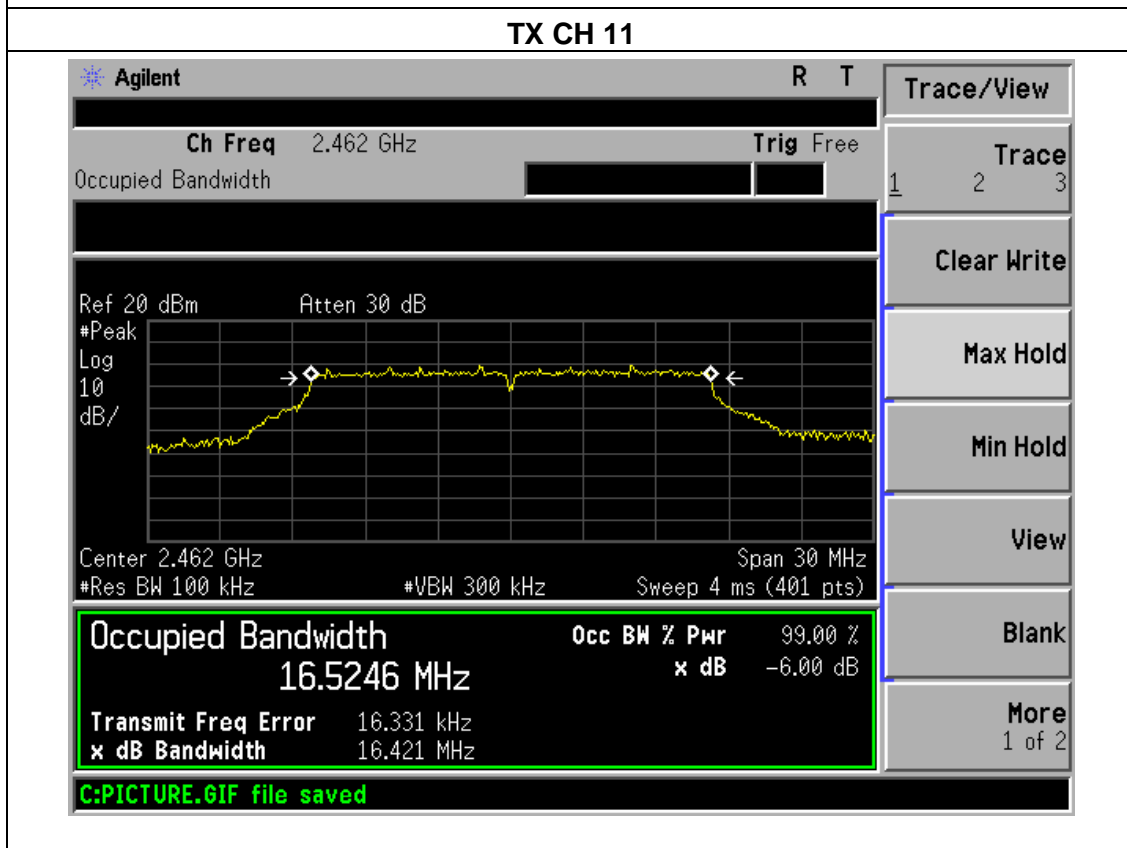 TX CH 11
Agilent R T
Trace/View
Ch Freq 2.462 GHz Trig Free
Occupied Bandwidth
Trace
1 2 3
Clear Write
Max Hold
Min Hold
View
Blank
More
1 of 2
Ref 20 dBm Atten 30 dB
#Peak
Log
10
dB/
Center 2.462 GHz Span 30 MHz
#Res BW 100 kHz #VBW 300 kHz Sweep 4 ms (401 pts)
Occupied Bandwidth Occ BW % Pwr 99.00 %
16.5246 MHz x dB -6.00 dB
Transmit Freq Error 16.331 kHz
x dB Bandwidth 16.421 MHz
C:PICTURE.GIF file saved